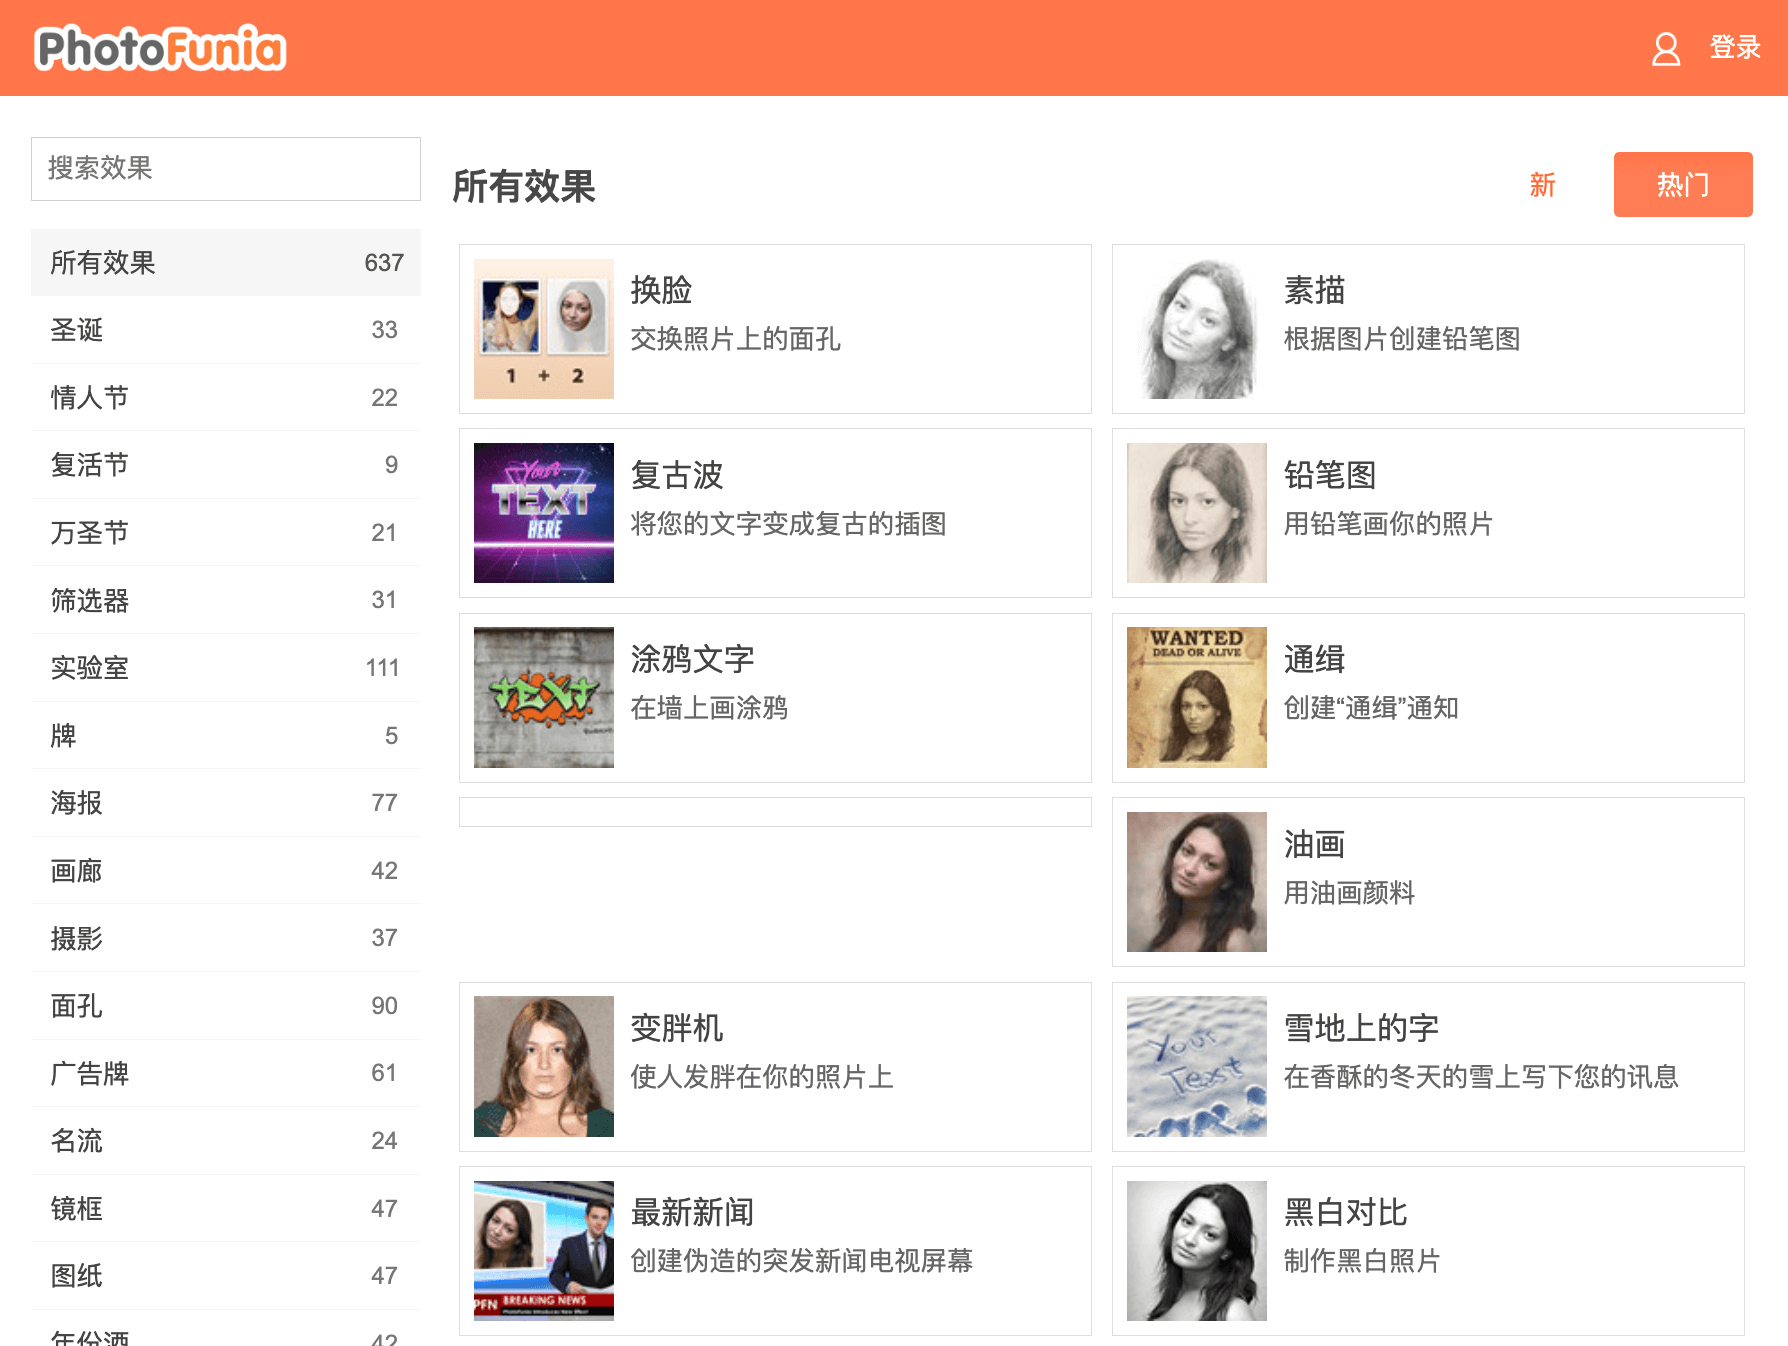 PhotoFunia
登录
搜索效果
所有效果 637
圣诞 33
情人节 22
复活节 9
万圣节 21
筛选器 31
实验室 111
牌 5
海报 77
画廊 42
摄影 37
面孔 90
广告牌 61
名流 24
镜框 47
图纸 47
年份酒 42
所有效果
新
热门
1 + 2
换脸
交换照片上的面孔
素描
根据图片创建铅笔图
Your
TEXT
HERE
复古波
将您的文字变成复古的插图
铅笔图
用铅笔画你的照片
TEXT
涂鸦文字
在墙上画涂鸦
WANTED
DEAD OR ALIVE
通缉
创建“通缉”通知
油画
用油画颜料
变胖机
使人发胖在你的照片上
Your
Text
雪地上的字
在香酥的冬天的雪上写下您的讯息
PFN BREAKING NEWS
最新新闻
创建伪造的突发新闻电视屏幕
黑白对比
制作黑白照片